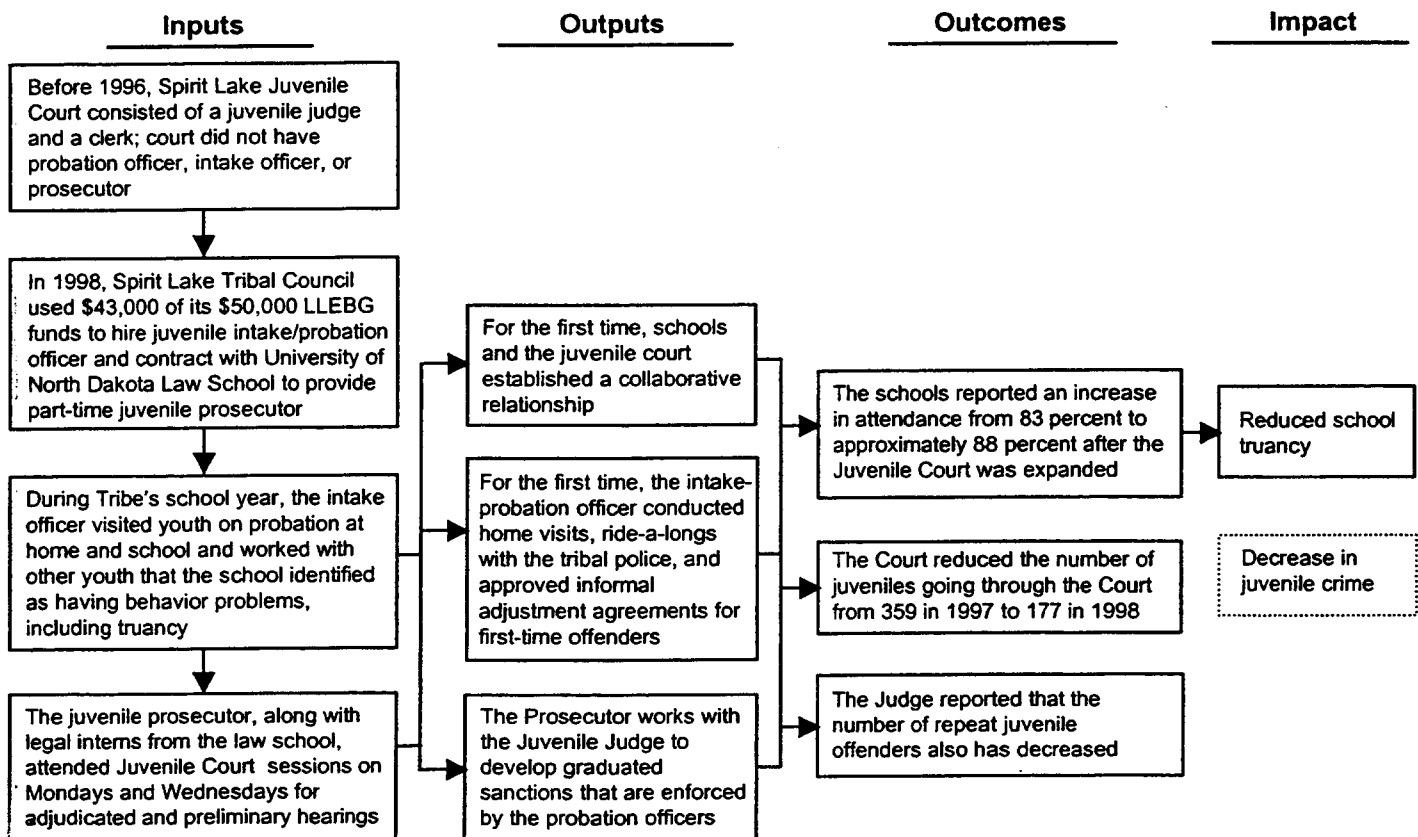 Inputs
Outputs
Outcomes
Impact
Before 1996, Spirit Lake Juvenile
Court consisted of a juvenile judge
and a clerk; court did not have
probation officer, intake officer, or
prosecutor
In 1998, Spirit Lake Tribal Council
used $43,000 of its $50,000 LLEBG
funds to hire juvenile intake/probation
officer and contract with University of
North Dakota Law School to provide
part-time juvenile prosecutor
During Tribe's school year, the intake
officer visited youth on probation at
home and school and worked with
other youth that the school identified
as having behavior problems,
including truancy
The juvenile prosecutor, along with
legal interns from the law school,
attended Juvenile Court sessions on
Mondays and Wednesdays for
adjudicated and preliminary hearings
For the first time, schools
and the juvenile court
established a collaborative
relationship
For the first time, the intake-
probation officer conducted
home visits, ride-a-longs
with the tribal police, and
approved informal
adjustment agreements for
first-time offenders
The Prosecutor works with
the Juvenile Judge to
develop graduated
sanctions that are enforced
by the probation officers
The schools reported an increase
in attendance from 83 percent to
approximately 88 percent after the
Juvenile Court was expanded
The Court reduced the number of
juveniles going through the Court
from 359 in 1997 to 177 in 1998
The Judge reported that the
number of repeat juvenile
offenders also has decreased
Reduced school
truancy
Decrease in
juvenile crime